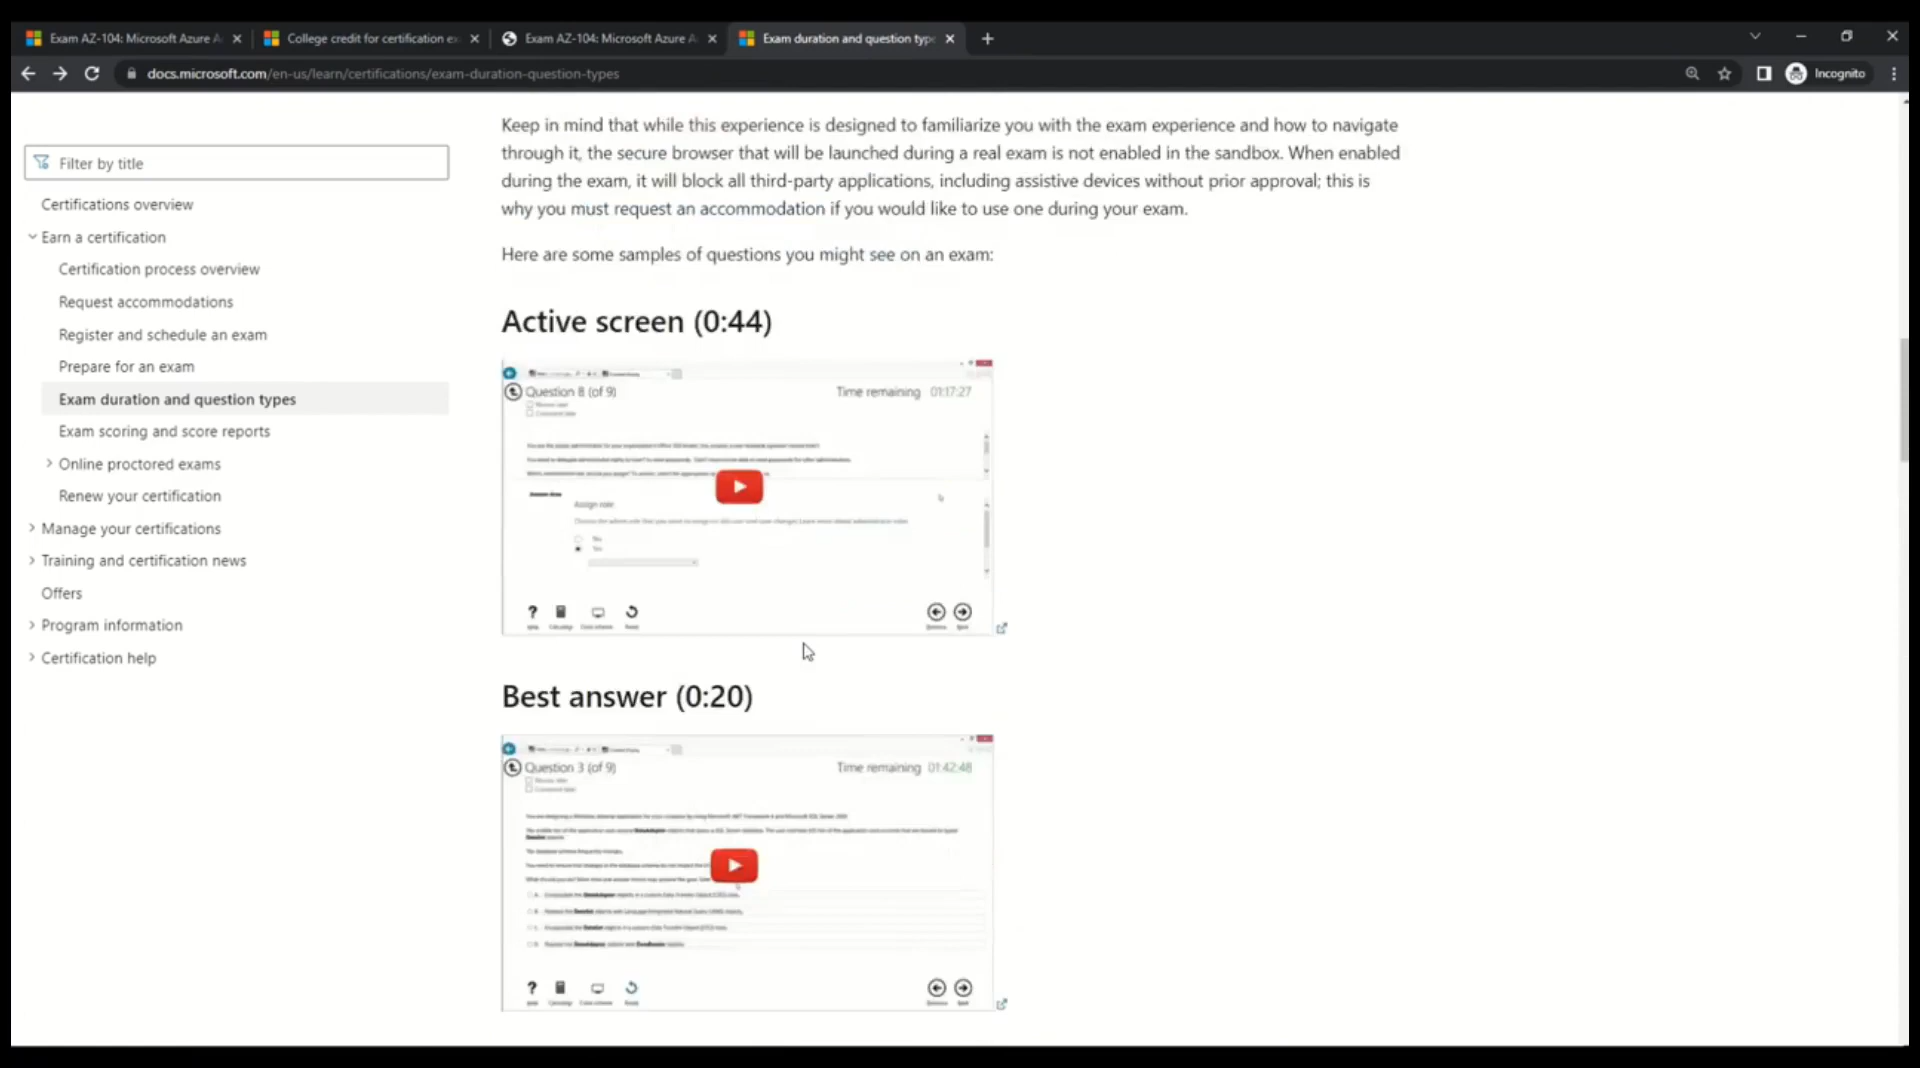 Exam AZ-104: Microsoft Azure A
College credit for certification ex
Exam AZ-104: Microsoft Azure A
Exam duration and question type
docs.microsoft.com/en-us/learn/certifications/exam-duration-question-types
Incognito
Filter by title
Certifications overview
Earn a certification
Certification process overview
Request accommodations
Register and schedule an exam
Prepare for an exam
Exam duration and question types
Exam scoring and score reports
Online proctored exams
Renew your certification
Manage your certifications
Training and certification news
Offers
Program information
Certification help
Keep in mind that while this experience is designed to familiarize you with the exam experience and how to navigate
through it, the secure browser that will be launched during a real exam is not enabled in the sandbox. When enabled
during the exam, it will block all third-party applications, including assistive devices without prior approval; this is
why you must request an accommodation if you would like to use one during your exam.
Here are some samples of questions you might see on an exam:
Active screen (0:44)
Question 8 (of 9)
Time remaining 01:17:27
Assign role
No
Yes
Best answer (0:20)
Question 3 (of 9)
Time remaining 01:42:48